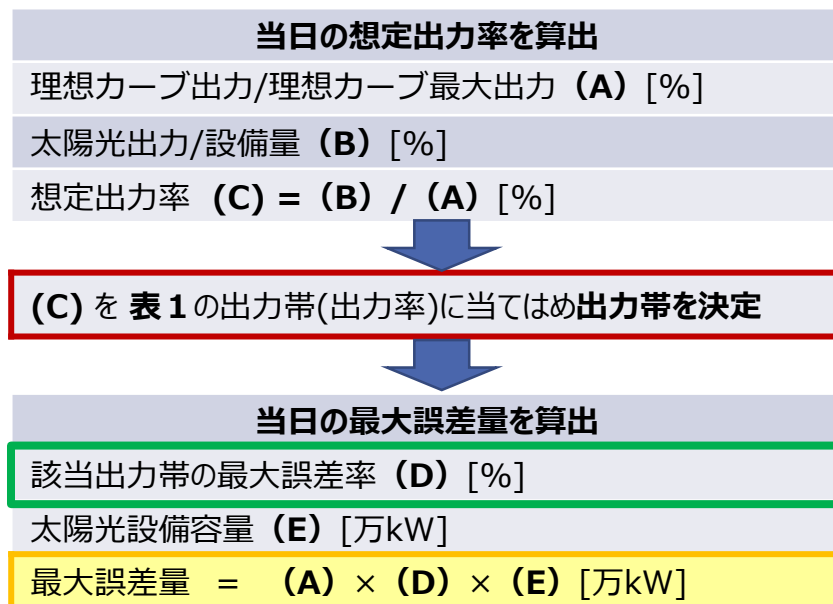 当日の想定出力率を算出
理想カーブ出力/理想カーブ最大出力（A）[%]
太陽光出力/設備量（B）[%]
想定出力率 (C) =（B）/（A）[%]
(C) を 表１の出力帯(出力率)に当てはめ出力帯を決定
当日の最大誤差量を算出
該当出力帯の最大誤差率（D）[%]
太陽光設備容量（E）[万kW]
最大誤差量 = （A）×（D）×（E）[万kW]